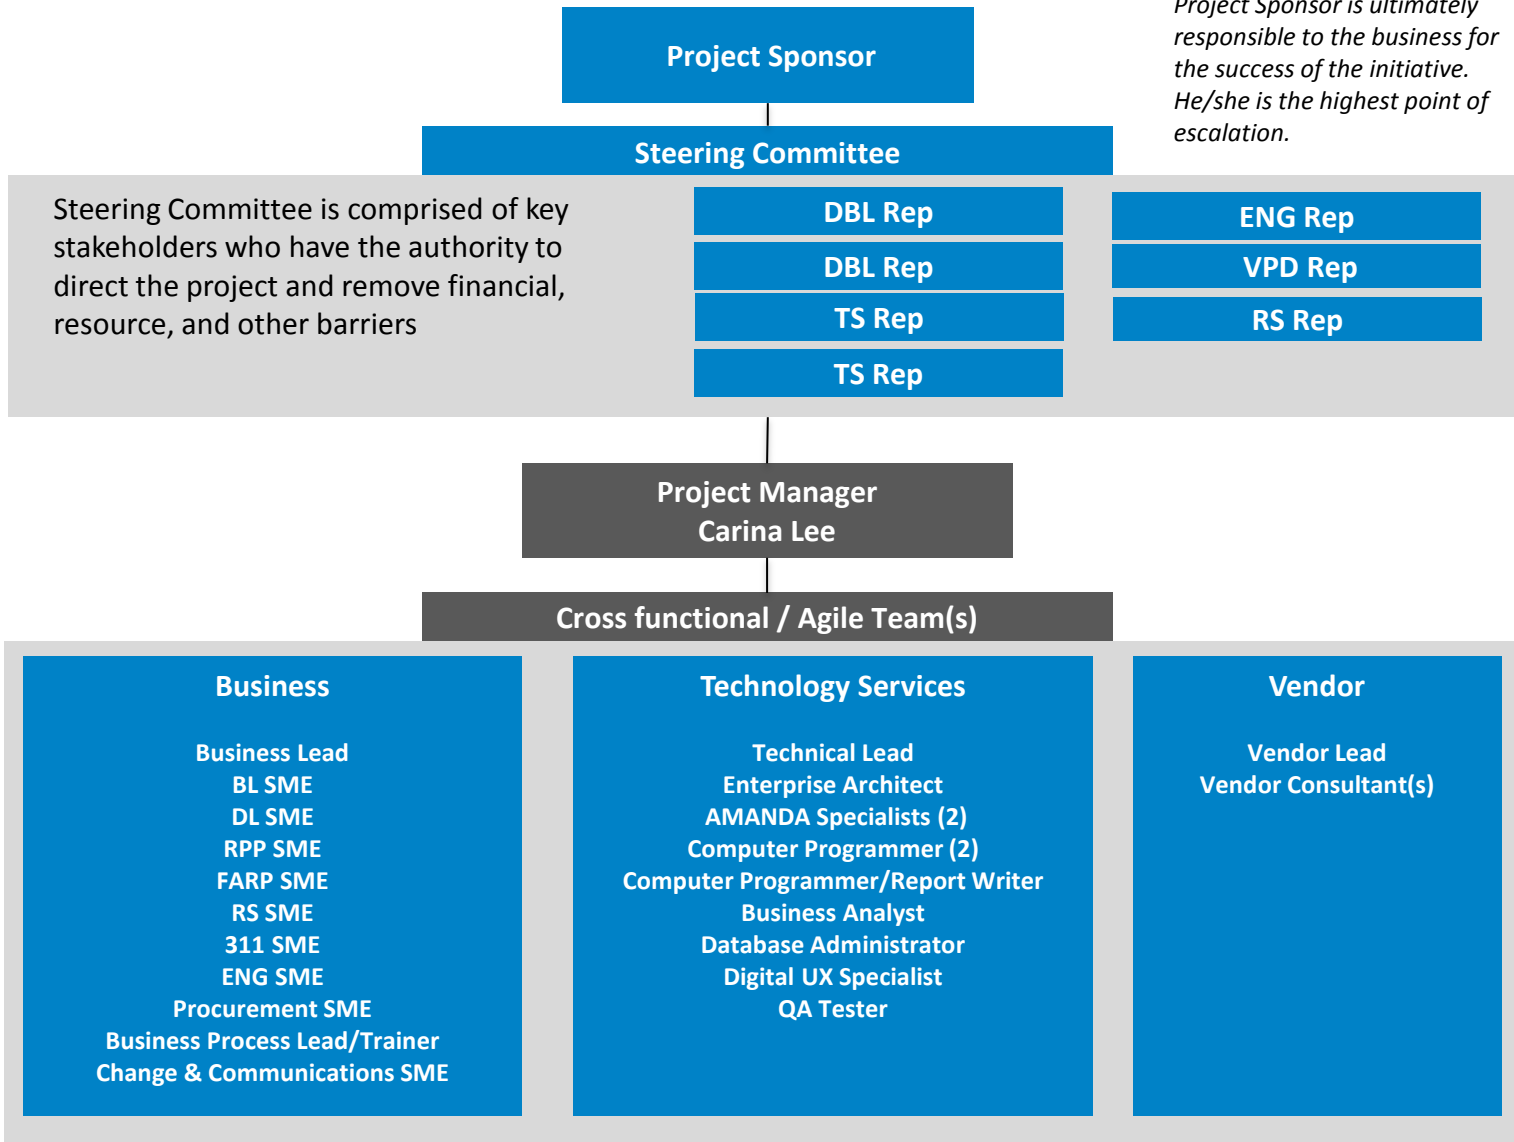 Project Sponsor is ultimately
responsible to the business for
the success of the initiative.
He/she is the highest point of
escalation.
Project Sponsor
Steering Committee
Steering Committee is comprised of key
stakeholders who have the authority to
direct the project and remove financial,
resource, and other barriers
DBL Rep
DBL Rep
TS Rep
TS Rep
ENG Rep
VPD Rep
RS Rep
Project Manager
Carina Lee
Cross functional / Agile Team(s)
Business
Business Lead
BL SME
DL SME
RPP SME
FARP SME
RS SME
311 SME
ENG SME
Procurement SME
Business Process Lead/Trainer
Change & Communications SME
Technology Services
Technical Lead
Enterprise Architect
AMANDA Specialists (2)
Computer Programmer (2)
Computer Programmer/Report Writer
Business Analyst
Database Administrator
Digital UX Specialist
QA Tester
Vendor
Vendor Lead
Vendor Consultant(s)